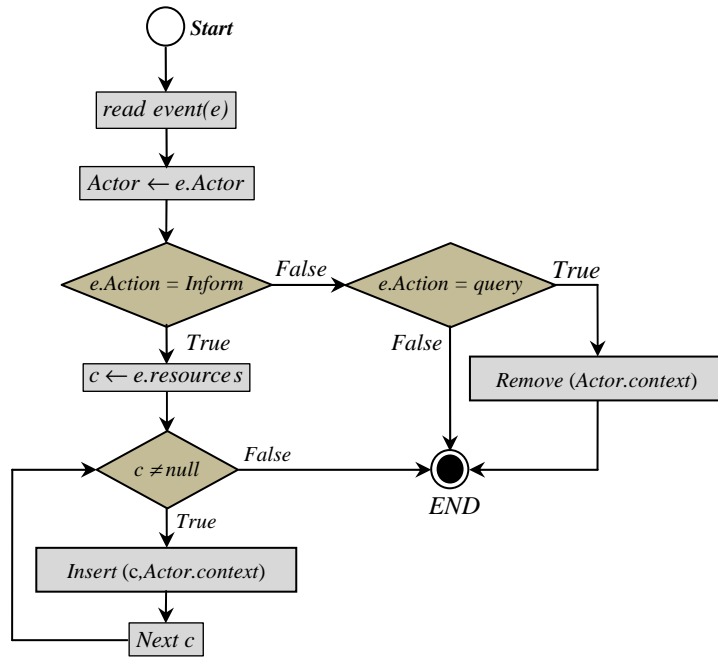 Start
read event(e)
Actor ← e.Actor
e.Action = Inform
False
e.Action = query
True
True
False
c ← e.resources
Remove (Actor.context)
c ≠null
False
END
True
Insert (c,Actor.context)
Next c